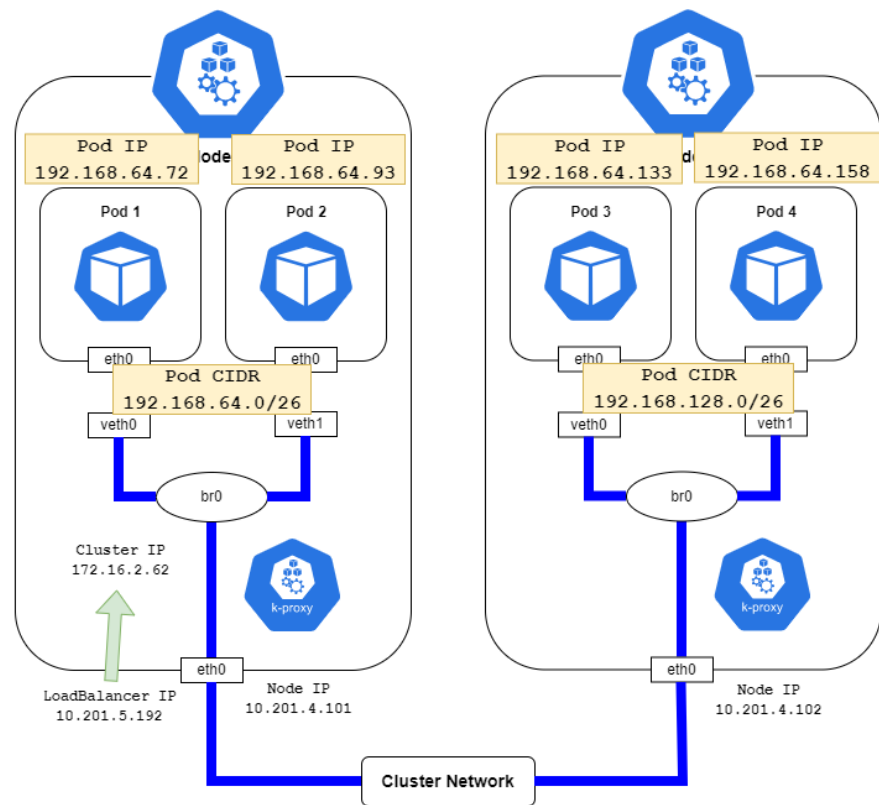 Pod IP
192.168.64.72
Pod IP
192.168.64.93
Pod 1
Pod 2
eth0
eth0
Pod CIDR
192.168.64.0/26
veth0
veth1
br0
Cluster IP
172.16.2.62
k-proxy
eth0
LoadBalancer IP
10.201.5.192
Node IP
10.201.4.101
Pod IP
192.168.64.133
Pod IP
192.168.64.158
Pod 3
Pod 4
eth0
eth0
Pod CIDR
192.168.128.0/26
veth0
veth1
br0
k-proxy
eth0
Node IP
10.201.4.102
Cluster Network